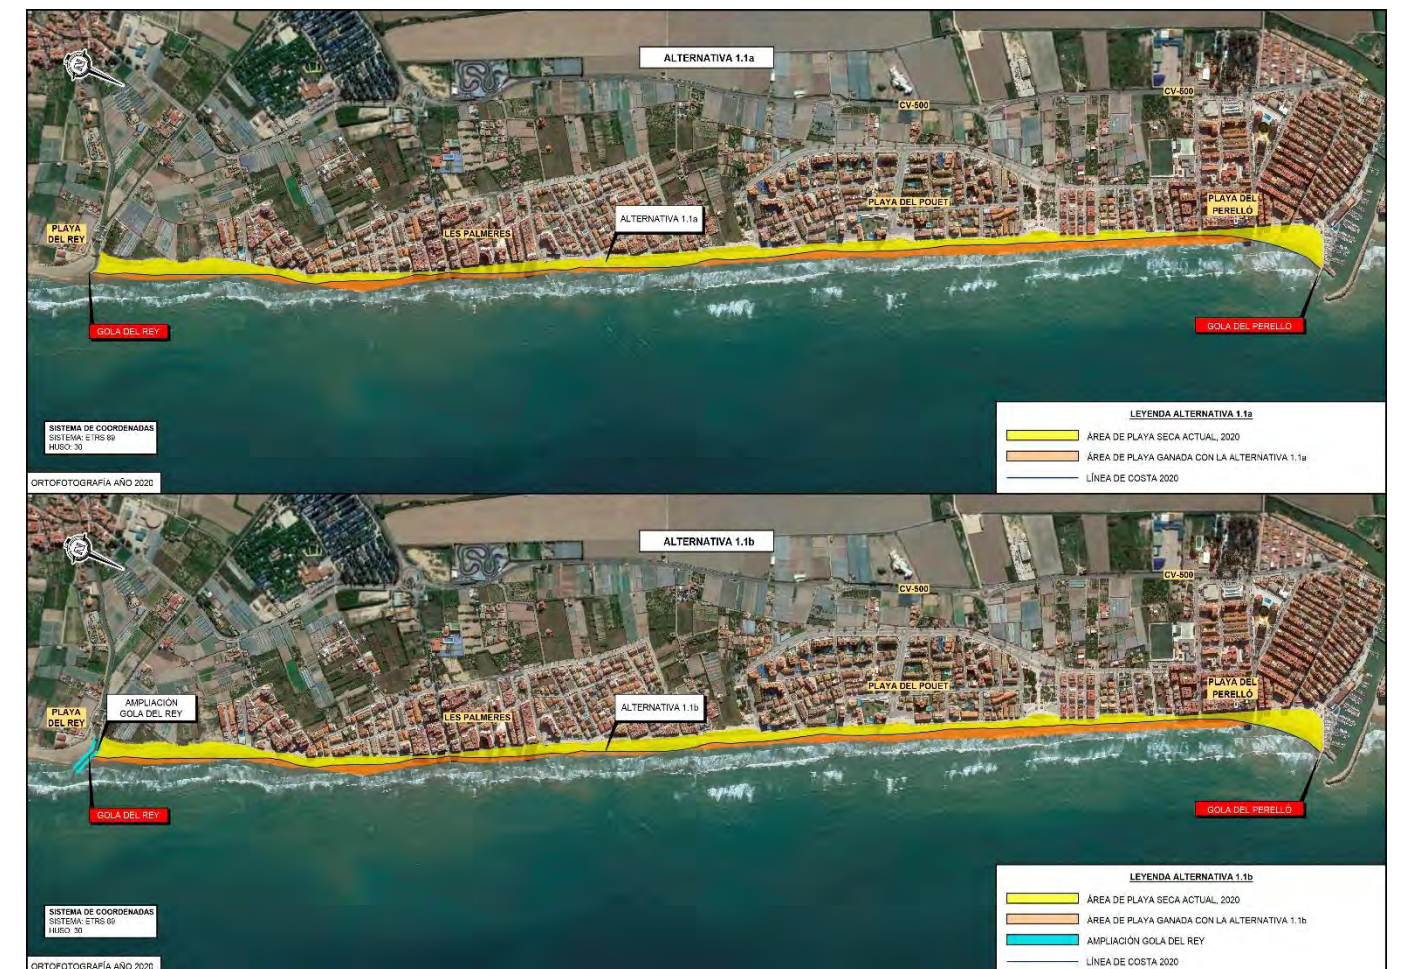 ALTERNATIVA 1.1a
N
CV-500
CV-500
PLAYA DEL POUET
PLAYA DEL
PERELLÓ
ALTERNATIVA 1.1a
PLAYA
DEL REY
LES PALMERES
GOLA DEL REY
GOLA DEL PERELLÓ
SISTEMA DE COORDENADAS
SISTEMA: ETRS 89
HUSO: 30
ORTOFOTOGRAFÍA AÑO 2020
LEYENDA ALTERNATIVA 1.1a
ÁREA DE PLAYA SECA ACTUAL, 2020
ÁREA DE PLAYA GANADA CON LA ALTERNATIVA 1.1a
LÍNEA DE COSTA 2020
ALTERNATIVA 1.1b
N
CV-500
CV-500
PLAYA DEL POUET
PLAYA DEL
PERELLÓ
AMPLIACIÓN
GOLA DEL REY
ALTERNATIVA 1.1b
PLAYA
DEL REY
LES PALMERES
GOLA DEL REY
GOLA DEL PERELLÓ
SISTEMA DE COORDENADAS
SISTEMA: ETRS 89
HUSO: 30
ORTOFOTOGRAFÍA AÑO 2020
LEYENDA ALTERNATIVA 1.1b
ÁREA DE PLAYA SECA ACTUAL, 2020
ÁREA DE PLAYA GANADA CON LA ALTERNATIVA 1.1b
AMPLIACIÓN GOLA DEL REY
LÍNEA DE COSTA 2020